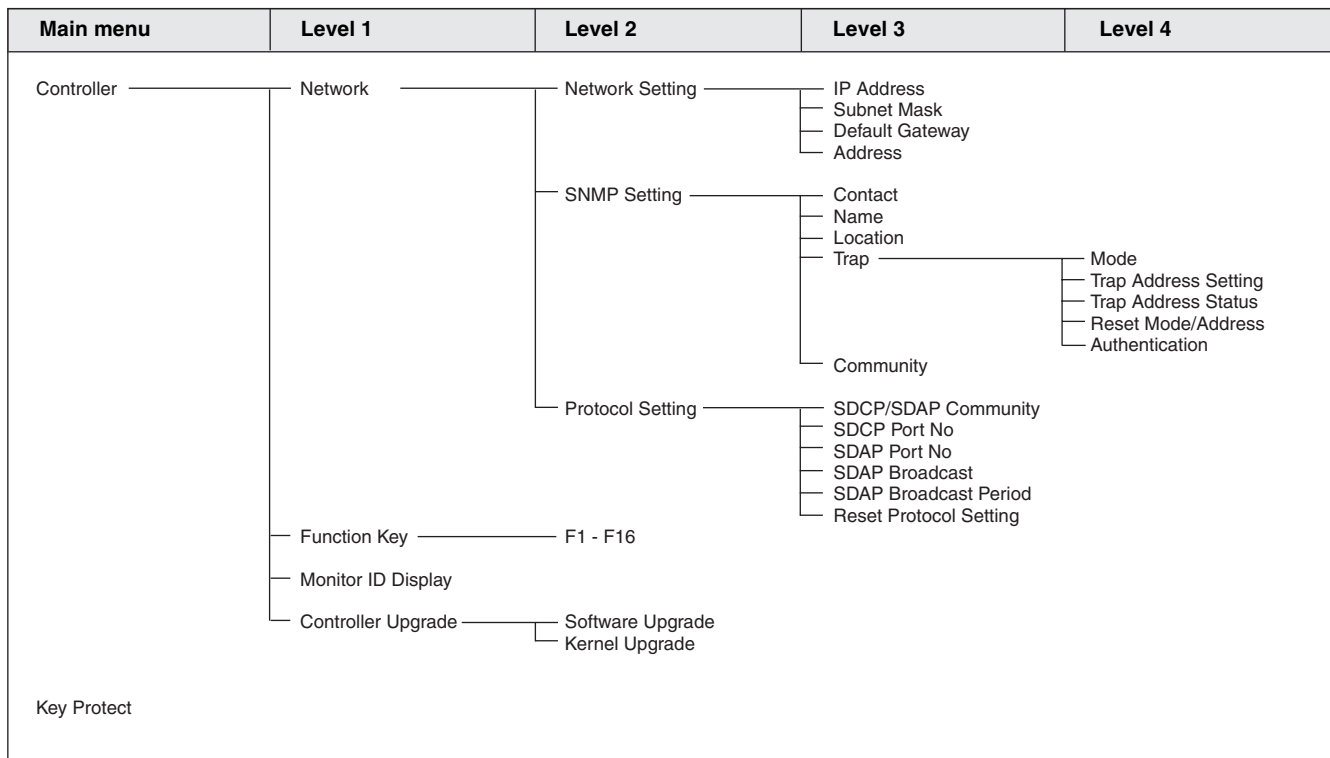 Main menu Level 1 Level 2 Level 3 Level 4
Controller Network Network Setting IP Address
Subnet Mask
Default Gateway
Address
SNMP Setting Contact
Name
Location
Trap Mode
Trap Address Setting
Trap Address Status
Reset Mode/Address
Authentication
Community
Protocol Setting SDCP/SDAP Community
SDCP Port No
SDAP Port No
SDAP Broadcast
SDAP Broadcast Period
Reset Protocol Setting
Function Key F1 - F16
Monitor ID Display
Controller Upgrade Software Upgrade
Kernel Upgrade
Key Protect